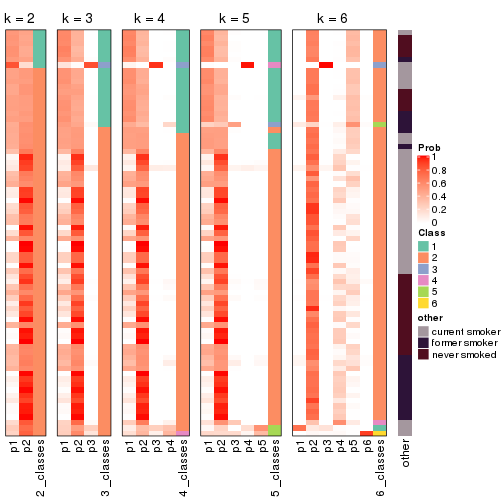 k = 2 k = 3 k = 4 k = 5 k = 6
Prob
1
0.8
0.6
0.4
0.2
0
Class
1
2
3
4
5
6
other
current smoker
former smoker
never smoked
p1 p2 2_classes p1 p2 p3 3_classes p1 p2 p3 p4 4_classes p1 p2 p3 p4 p5 5_classes p1 p2 p3 p4 p5 p6 6_classes other